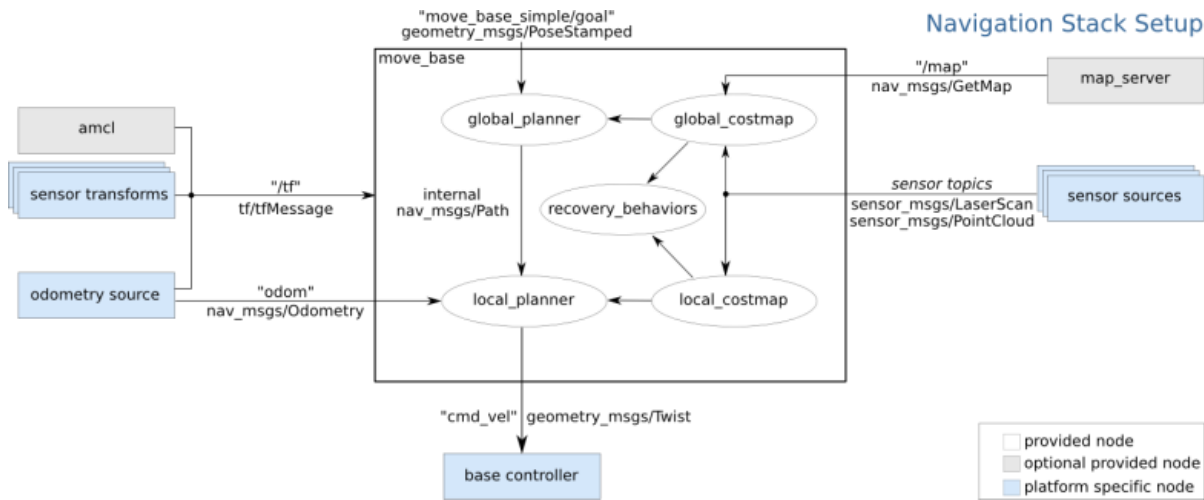 Navigation Stack Setup
"move_base_simple/goal"
geometry_msgs/PoseStamped
move_base
"/map"
nav_msgs/GetMap
map_server
global_planner
global_costmap
amcl
sensor transforms
"/tf"
tf/tfMessage
internal
nav_msgs/Path
recovery_behaviors
sensor topics
sensor_msgs/LaserScan
sensor_msgs/PointCloud
sensor sources
odometry source
"odom"
nav_msgs/Odometry
local_planner
local_costmap
"cmd_vel" geometry_msgs/Twist
base controller
provided node
optional provided node
platform specific node